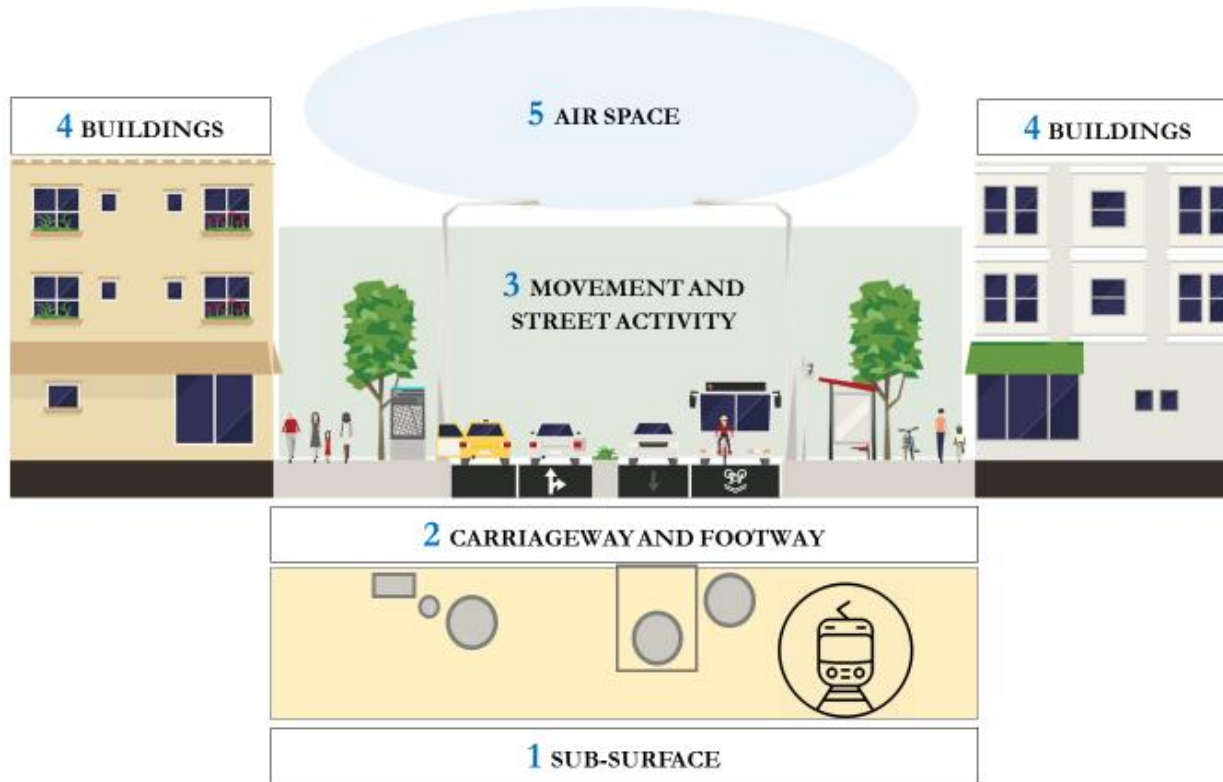 5 AIR SPACE
4 BUILDINGS
4 BUILDINGS
3 MOVEMENT AND
STREET ACTIVITY
2 CARRIAGEWAY AND FOOTWAY
1 SUB-SURFACE